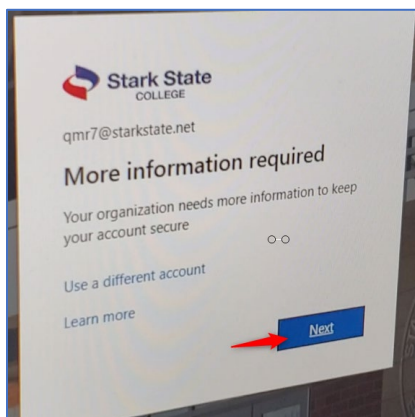 Stark State
COLLEGE
qmr7@starkstate.net
More information required
Your organization needs more information to keep
your account secure
Use a different account
Learn more
Next